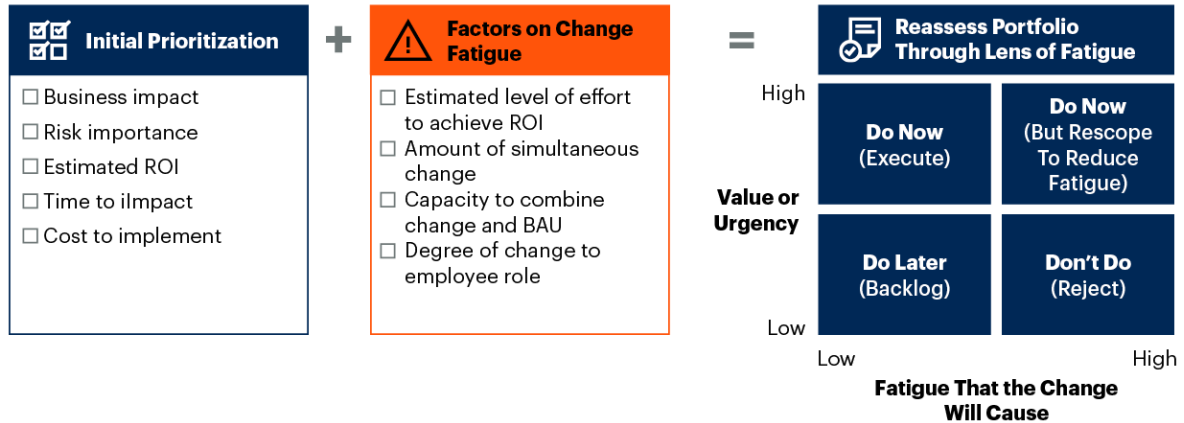 Initial Prioritization
Business impact
Risk importance
Estimated ROI
Time to iImpact
Cost to implement
+
Factors on Change
Fatigue
Estimated level of effort
to achieve ROI
Amount of simultaneous
change
Capacity to combine
change and BAU
Degree of change to
employee role
=
Reassess Portfolio
Through Lens of Fatigue
High
Value or
Urgency
Low
Do Now
(Execute)
Do Now
(But Rescope
To Reduce
Fatigue)
Do Later
(Backlog)
Don't Do
(Reject)
Low
High
Fatigue That the Change
Will Cause